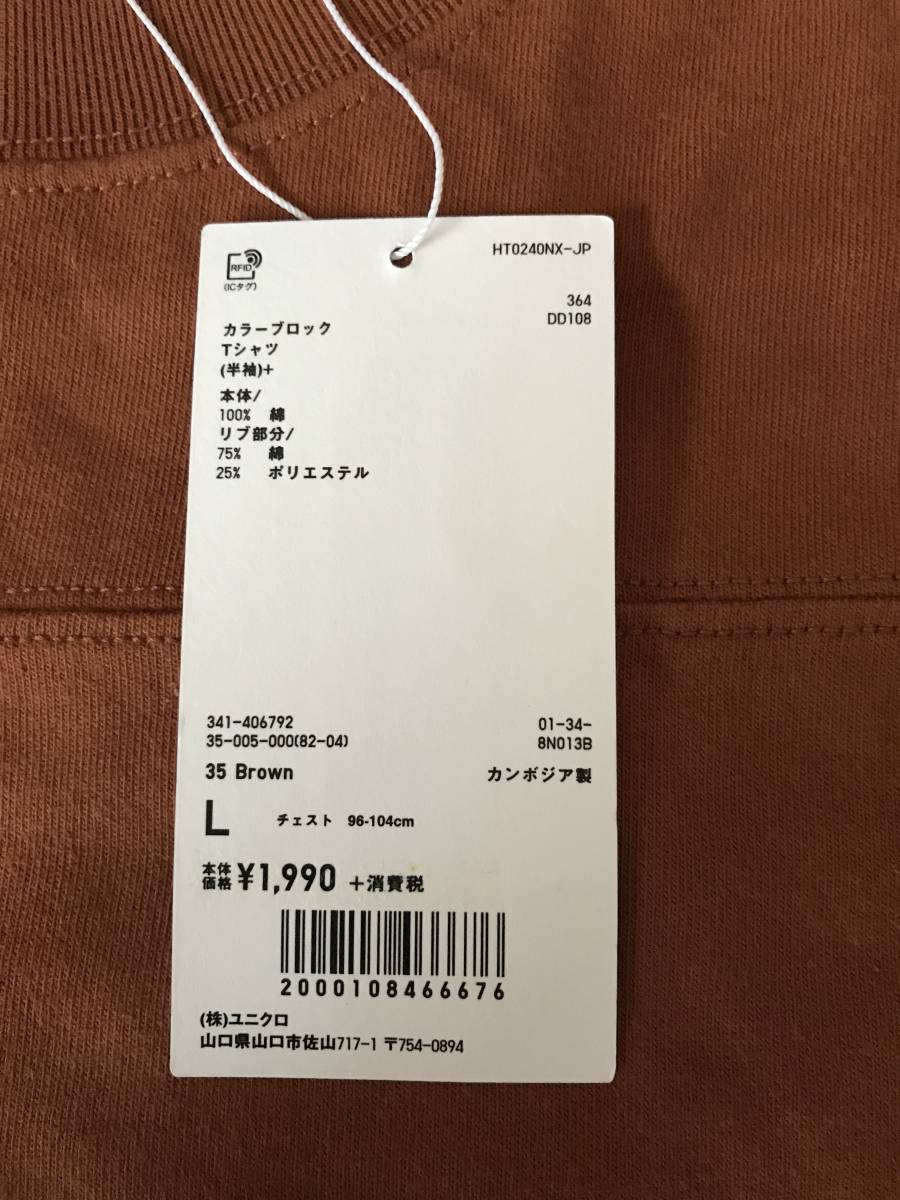 HT0240NX-JP
RFID
(ICタグ)
364
DD108
カラーブロック
Tシャツ
(半袖)+
本体/
100% 綿
リブ部分/
75% 綿
25% ポリエステル
341-406792
01-34-
35-005-000(82-04)
8N013B
35 Brown
カンボジア製
L チェスト 96-104cm
本体価格 ¥1,990 +消費税
2000108466676
(株)ユニクロ
山口県山口市佐山717-1 〒754-0894